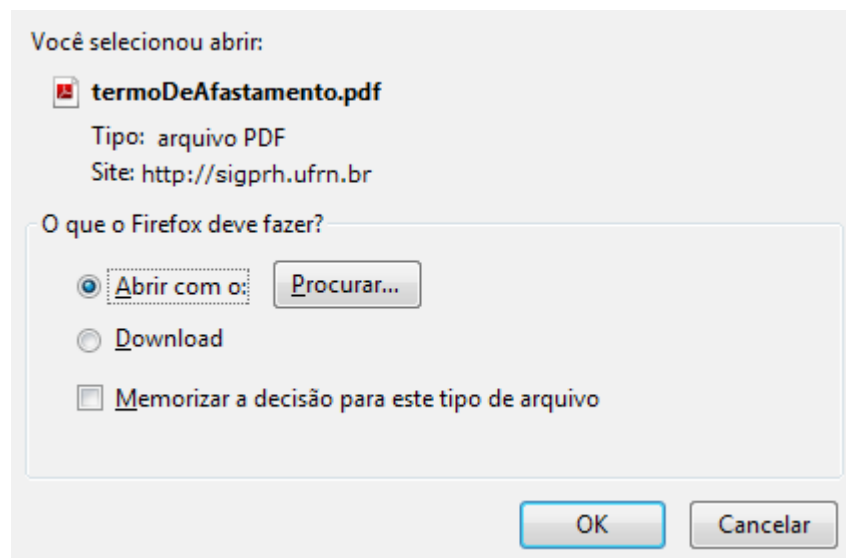 Você selecionou abrir:
termoDeAfastamento.pdf
Tipo: arquivo PDF
Site: http://sigprh.ufrn.br
O que o Firefox deve fazer?
Abrir com o: Procurar...
Download
Memorizar a decisão para este tipo de arquivo
OK Cancelar